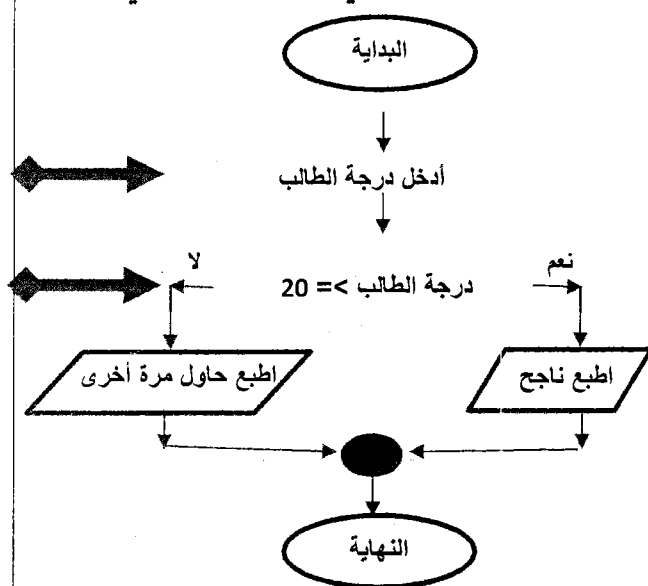 البداية
أدخل درجة الطالب
درجة الطالب >= 20
نعم
لا
اطبع ناجح
اطبع حاول مرة أخرى
النهاية